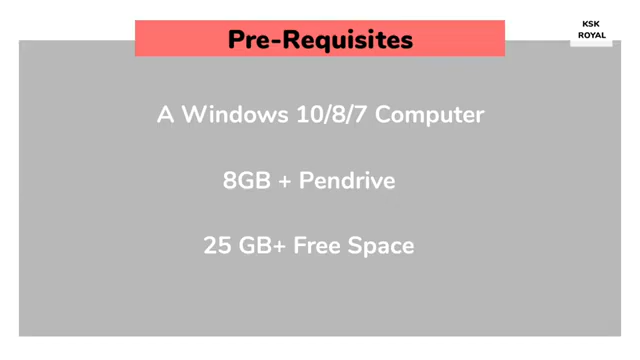 KSK
ROYAL
Pre-Requisites
A Windows 10/8/7 Computer
8GB + Pendrive
25 GB+ Free Space